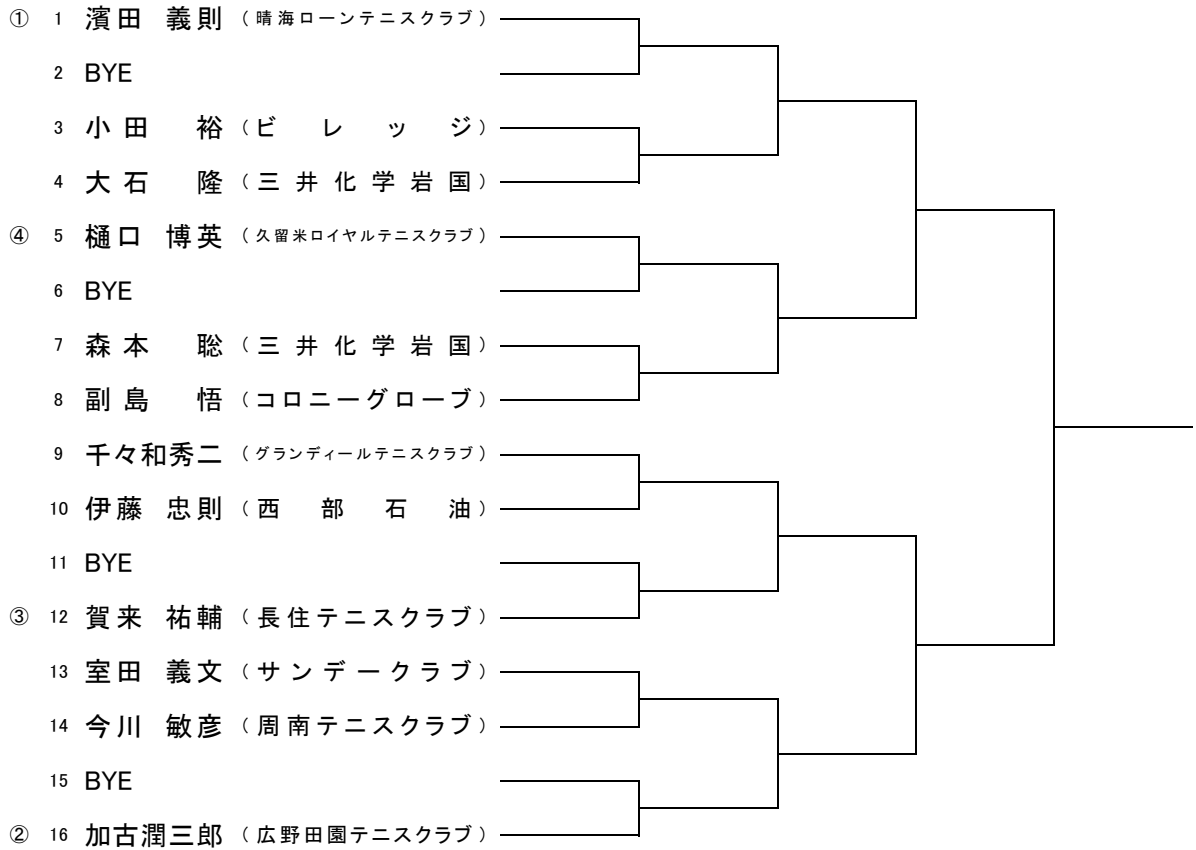 ① 1 濱田 義則 (晴海ローンテニスクラブ)
2 BYE
3 小田 裕 (ビレッジ)
4 大石 隆 (三井化学岩国)
④ 5 樋口 博英 (久留米ロイヤルテニスクラブ)
6 BYE
7 森本 聡 (三井化学岩国)
8 副島 悟 (コロニーグローブ)
9 千々和秀二 (グランディールテニスクラブ)
10 伊藤 忠則 (西部石油)
11 BYE
③ 12 賀来 祐輔 (長住テニスクラブ)
13 室田 義文 (サンデークラブ)
14 今川 敏彦 (周南テニスクラブ)
15 BYE
② 16 加古潤三郎 (広野田園テニスクラブ)